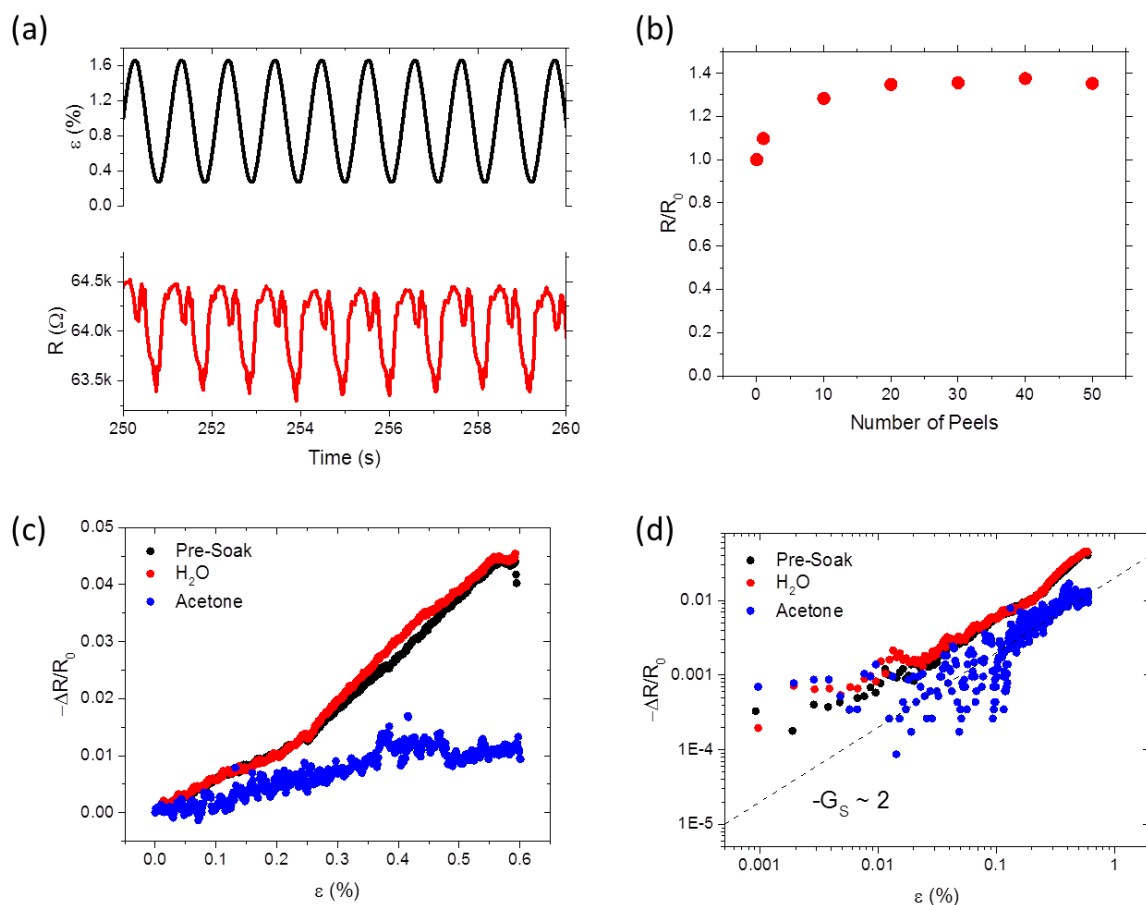 (a)
1.6
1.2
0.8
0.4
0.0
ε (%)
64.5k
64.0k
63.5k
R (Ω)
250 252 254 256 258 260
Time (s)
(b)
1.4
1.2
1.0
0.8
0.6
0.4
0.2
0.0
R/R₀
0 10 20 30 40 50
Number of Peels
(c)
0.05
0.04
0.03
0.02
0.01
0.00
−ΔR/R₀
Pre-Soak
H₂O
Acetone
0.0 0.1 0.2 0.3 0.4 0.5 0.6
ε (%)
(d)
0.01
0.001
1E-4
1E-5
−ΔR/R₀
Pre-Soak
H₂O
Acetone
-G_S ~ 2
0.001 0.01 0.1 1
ε (%)